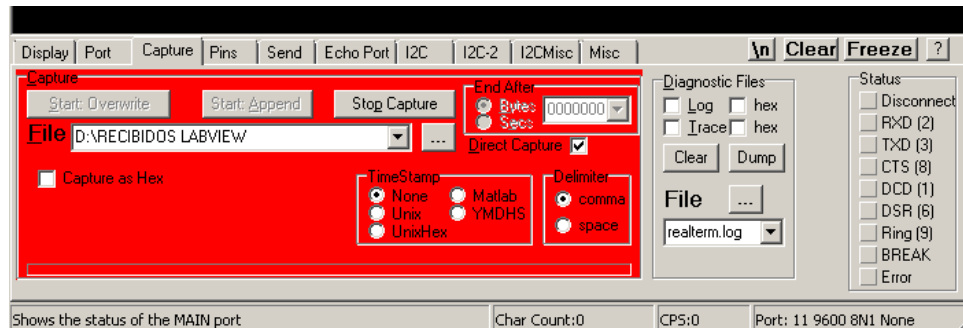 Display Port Capture Pins Send Echo Port I2C I2C-2 I2CMisc Misc \n Clear Freeze ?
Capture
Start: Overwrite Start: Append Stop Capture
End After
Bytes 0000000
Secs
File D:\RECIBIDOS LABVIEW ...
Direct Capture
Capture as Hex
TimeStamp
None Matlab
Unix YMDHS
UnixHex
Delimiter
comma
space
Diagnostic Files
Log hex
Trace hex
Clear Dump
File ...
realterm.log
Status
Disconnect
RXD (2)
TXD (3)
CTS (8)
DCD (1)
DSR (6)
Ring (9)
BREAK
Error
Shows the status of the MAIN port Char Count:0 CPS:0 Port: 11 9600 8N1 None